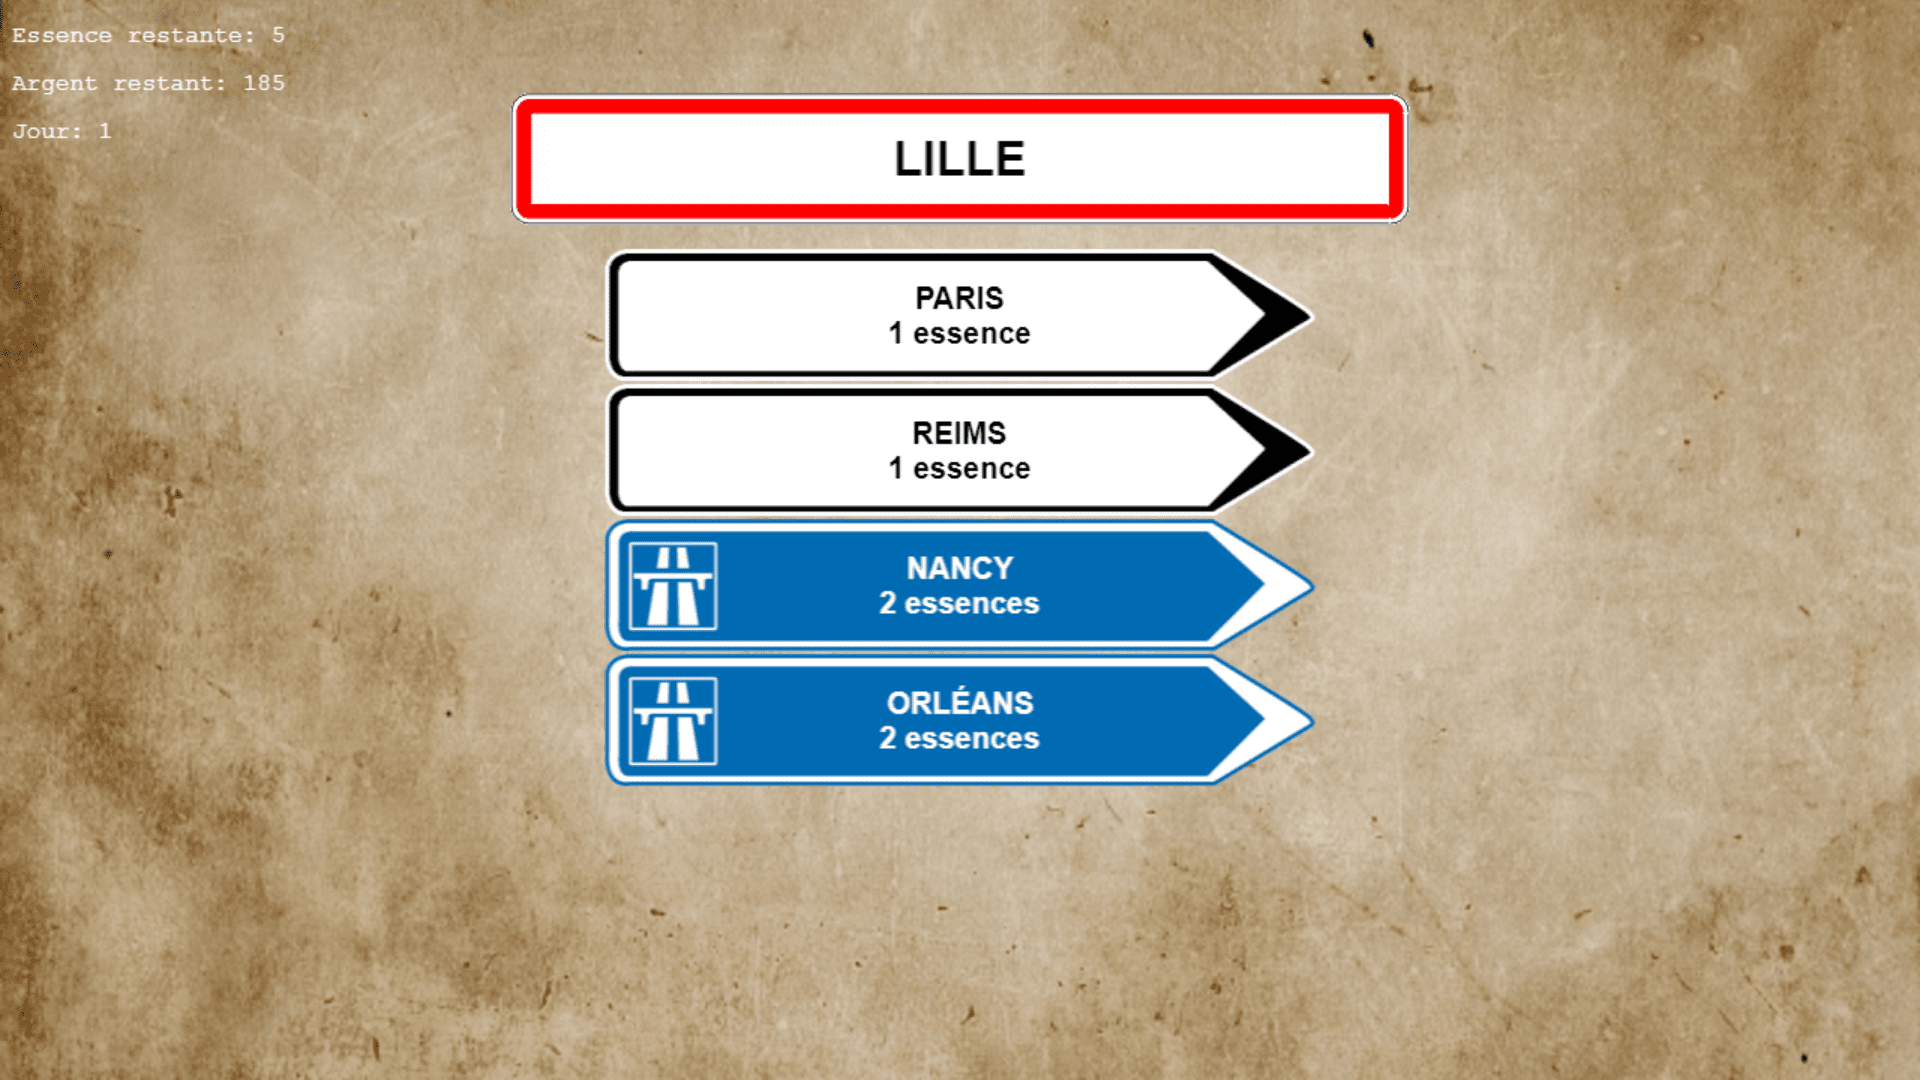 Essence restante: 5
Argent restant: 185
Jour: 1
LILLE
PARIS
1 essence
REIMS
1 essence
NANCY
2 essences
ORLÉANS
2 essences